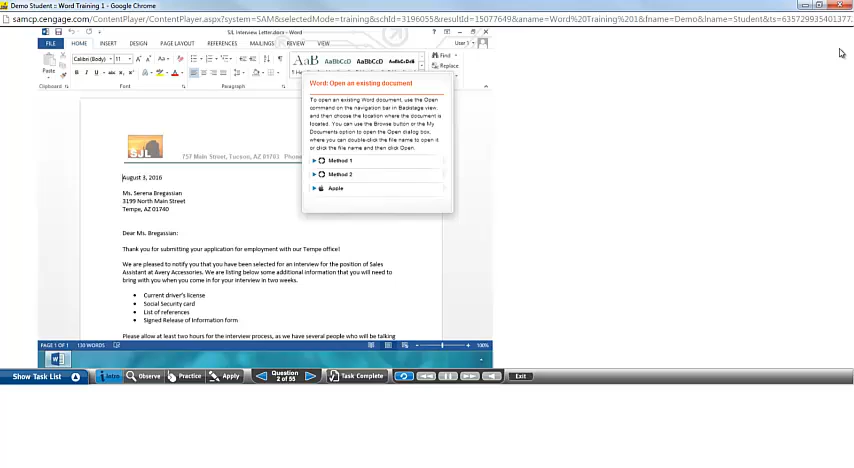 Demo Student :: Word Training 1 - Google Chrome
samcp.cengage.com/ContentPlayer/ContentPlayer.aspx?system=SAM&selectedMode=training&schId=3196055&resultId=15077649&aname=Word%20Training%201&fname=Demo&lname=Student&ts=635729935401377
SJL Interview Letter.docx - Word
FILE HOME INSERT DESIGN PAGE LAYOUT REFERENCES MAILINGS REVIEW VIEW User 1
Calibri (Body) 11 Find
Paste Replace
Clipboard Font Paragraph
Word: Open an existing document
To open an existing Word document, use the Open
command on the navigation bar in Backstage view,
and then choose the location where the document is
located. You can use the Browse button or the My
Documents option to open the Open dialog box,
where you can double-click the file name to open it
or click the file name and then click Open.
Method 1
Method 2
Apple
SJL
757 Main Street, Tucson, AZ 01703 Phone
August 3, 2016
Ms. Serena Bregassian
3199 North Main Street
Tempe, AZ 01740
Dear Ms. Bregassian:
Thank you for submitting your application for employment with our Tempe office!
We are pleased to notify you that you have been selected for an interview for the position of Sales
Assistant at Avery Accessories. We are listing below some additional information that you will need to
bring with you when you come in for your interview in two weeks.
• Current driver's license
• Social Security card
• List of references
• Signed Release of Information form
Please allow at least two hours for the interview process, as we have several people who will be talking
PAGE 1 OF 1 130 WORDS 100%
Show Task List Intro Observe Practice Apply Question 2 of 55 Task Complete Exit